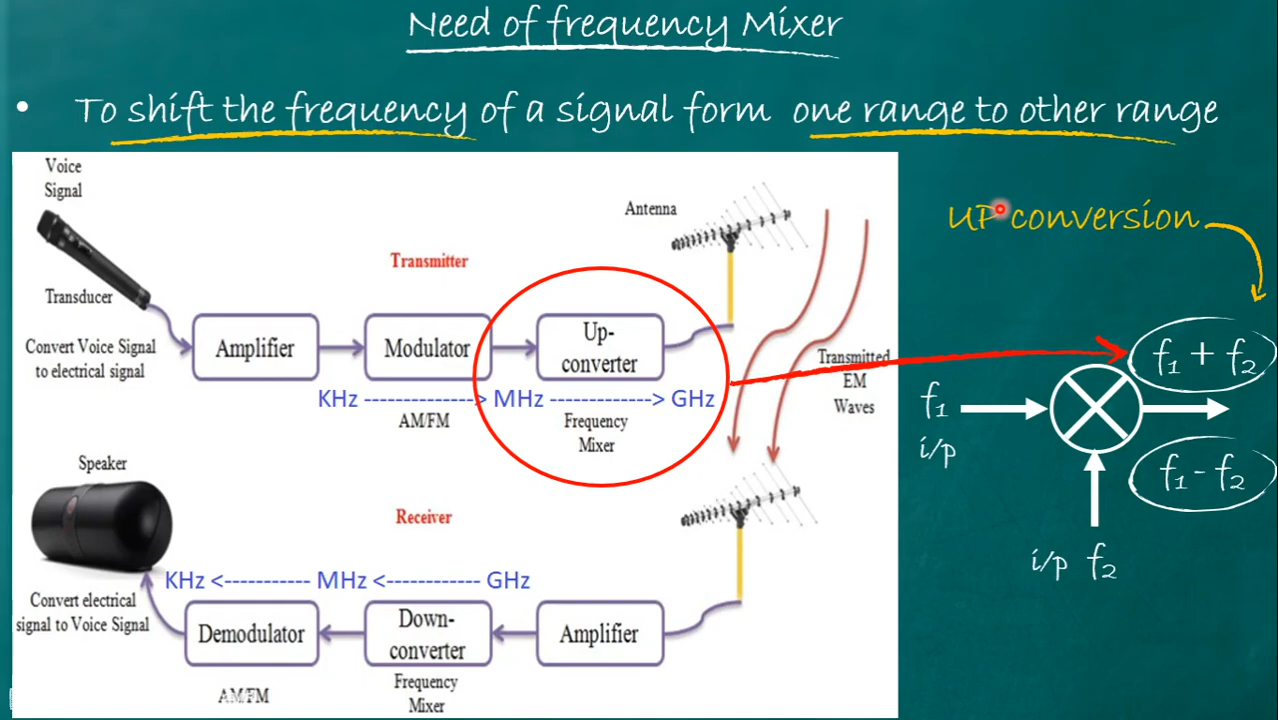 Need of frequency Mixer
• To shift the frequency of a signal form one range to other range
Voice
Signal
Antenna
Transmitter
Transducer
Convert Voice Signal
to electrical signal
Amplifier
Modulator
Up-
converter
KHz -------------> MHz -------------> GHz
AM/FM
Frequency
Mixer
Transmitted
EM
Waves
Speaker
Receiver
KHz <----------- MHz <------------ GHz
Convert electrical
signal to Voice Signal
Demodulator
Down-
converter
Amplifier
AM/FM
Frequency
Mixer
UP conversion
f₁ + f₂
f₁
i/p
f₁ - f₂
i/p f₂